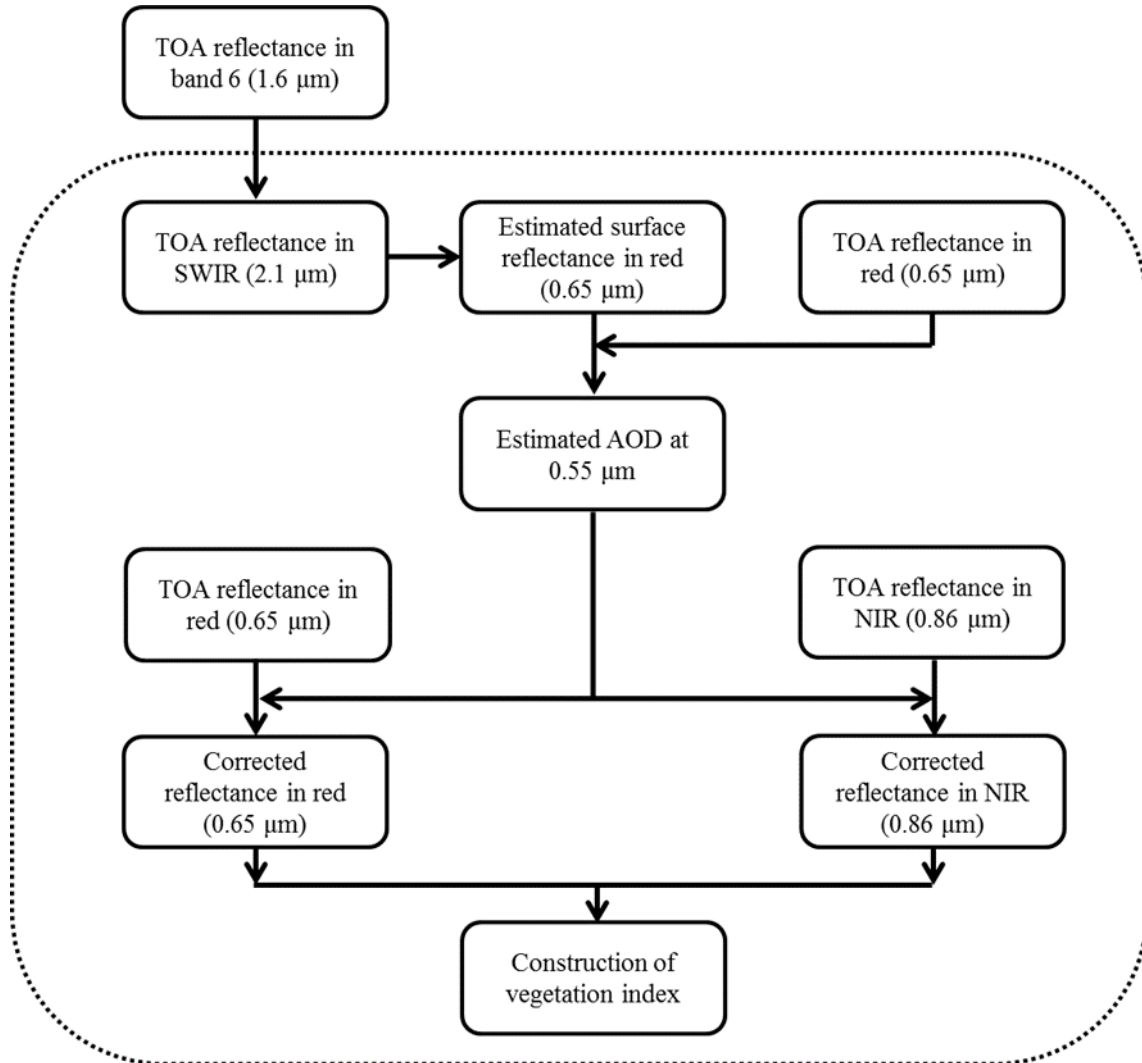 TOA reflectance in
band 6 (1.6 μm)
TOA reflectance in
SWIR (2.1 μm)
Estimated surface
reflectance in red
(0.65 μm)
TOA reflectance in
red (0.65 μm)
Estimated AOD at
0.55 μm
TOA reflectance in
red (0.65 μm)
TOA reflectance in
NIR (0.86 μm)
Corrected
reflectance in red
(0.65 μm)
Corrected
reflectance in NIR
(0.86 μm)
Construction of
vegetation index